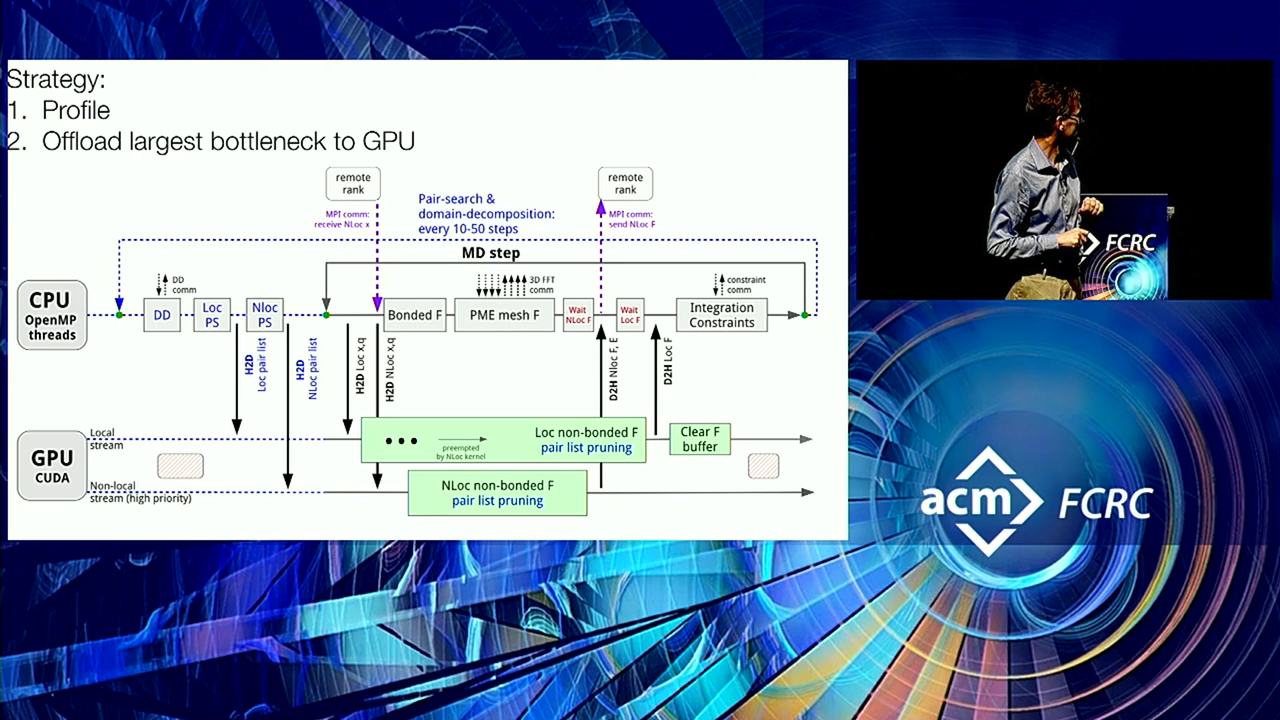 Strategy:
1. Profile
2. Offload largest bottleneck to GPU
remote
rank
remote
rank
MPI comm:
receive NLoc x
Pair-search &
domain-decomposition:
every 10-50 steps
MPI comm:
send NLoc F
MD step
CPU
OpenMP
threads
DD
comm
3D FFT
comm
constraint
comm
DD
Loc
PS
Nloc
PS
Bonded F
PME mesh F
Wait
NLoc F
Wait
Loc F
Integration
Constraints
H2D
Loc pair list
H2D
NLoc pair list
H2D Loc x,q
H2D NLoc x,q
D2H Nloc F, E
D2H Loc F
GPU
CUDA
Local
stream
Non-local
stream (high priority)
•••
preempted
by NLoc kernel
Loc non-bonded F
pair list pruning
Clear F
buffer
NLoc non-bonded F
pair list pruning
FCRC
acm FCRC